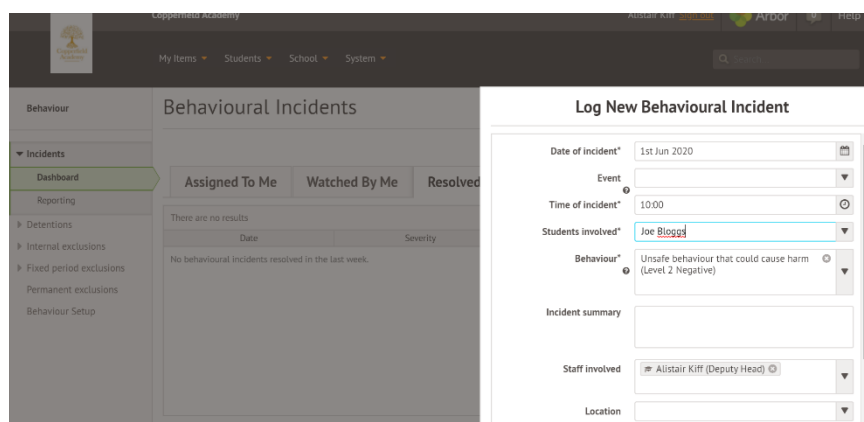 Copperfield Academy
Alistair Kiff Sign out
Arbor
0
Help
Copperfield
Academy
My Items
Students
School
System
Search...
Behaviour
Incidents
Dashboard
Reporting
Detentions
Internal exclusions
Fixed period exclusions
Permanent exclusions
Behaviour Setup
Behavioural Incidents
Assigned To Me
Watched By Me
Resolved
There are no results
Date
Severity
No behavioural incidents resolved in the last week.
Log New Behavioural Incident
Date of incident* 1st Jun 2020
Event
Time of incident* 10:00
Students involved* Joe Bloggs
Behaviour* Unsafe behaviour that could cause harm
(Level 2 Negative)
Incident summary
Staff involved Alistair Kiff (Deputy Head)
Location